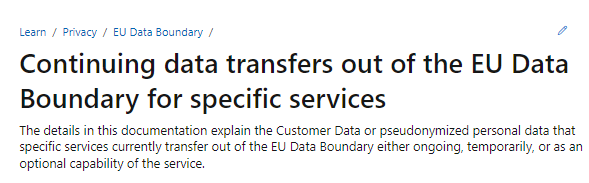 Learn / Privacy / EU Data Boundary /
Continuing data transfers out of the EU Data
Boundary for specific services
The details in this documentation explain the Customer Data or pseudonymized personal data that
specific services currently transfer out of the EU Data Boundary either ongoing, temporarily, or as an
optional capability of the service.